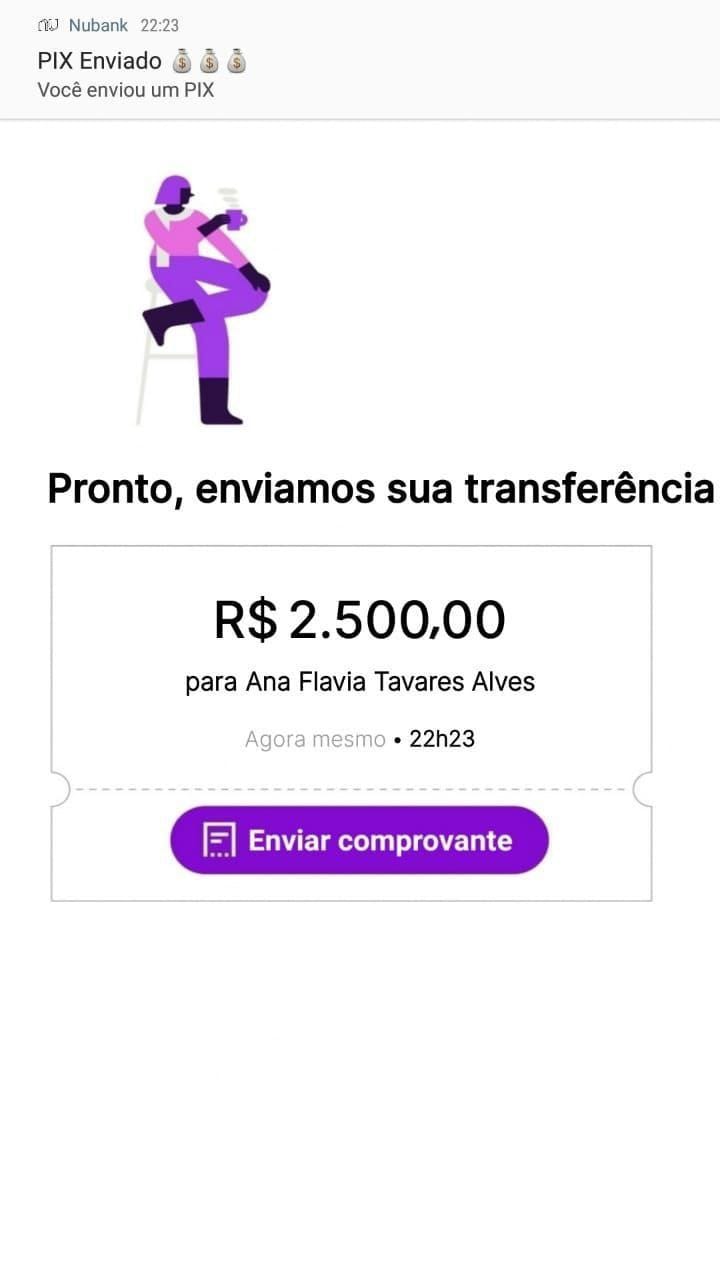 Nubank 22:23
PIX Enviado 💰 💰 💰
Você enviou um PIX
Pronto, enviamos sua transferência
R$ 2.500,00
para Ana Flavia Tavares Alves
Agora mesmo • 22h23
Enviar comprovante